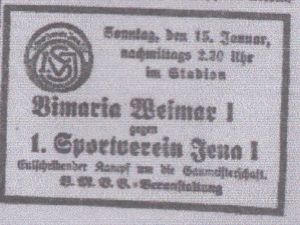 Sonntag, den 15. Januar,
nachmittags 2.30 Uhr
im Stadion
Vimaria Weimar I
gegen
1. Sportverein Jena I
Entscheidender Kampf um die Gaumeisterschaft.
V.M.B.V.-Veranstaltung